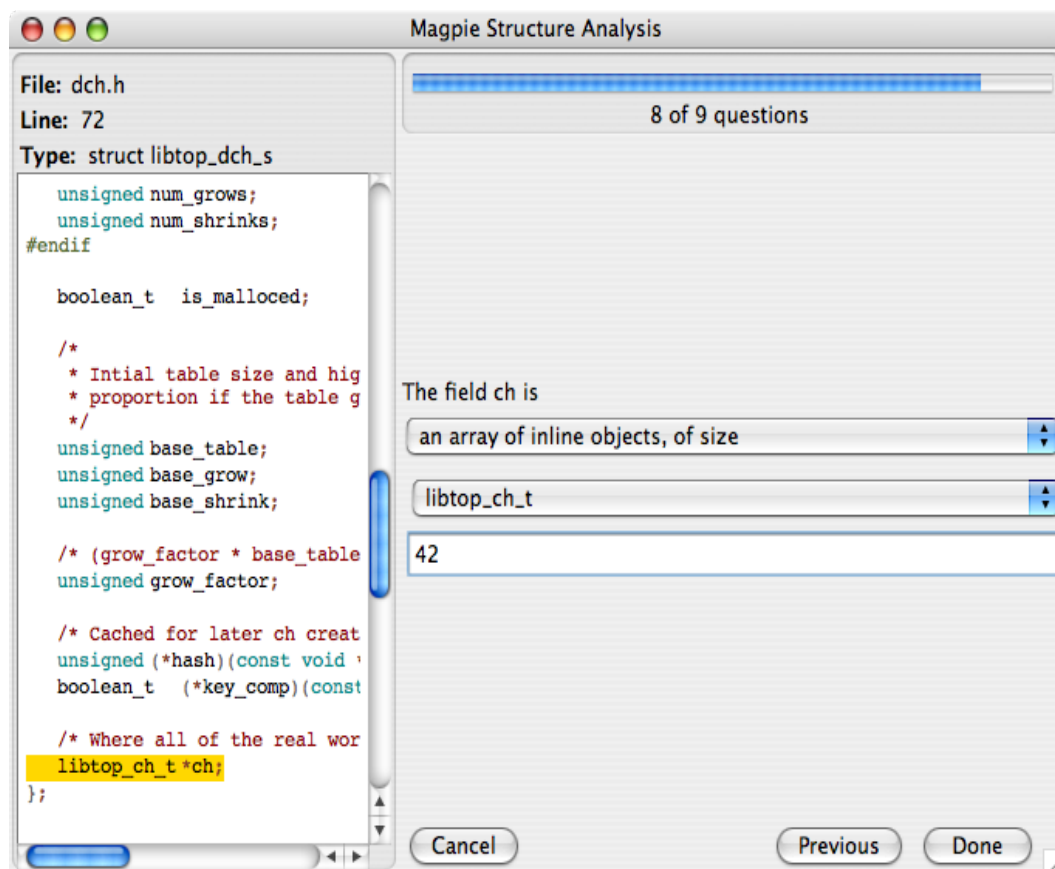 Magpie Structure Analysis
File: dch.h
Line: 72
Type: struct libtop_dch_s
unsigned num_grows;
unsigned num_shrinks;
#endif
boolean_t is_malloced;
/*
* Intial table size and hig
* proportion if the table g
*/
unsigned base_table;
unsigned base_grow;
unsigned base_shrink;
/* (grow_factor * base_table
unsigned grow_factor;
/* Cached for later ch creat
unsigned (*hash)(const void
boolean_t (*key_comp)(const
/* Where all of the real wor
libtop_ch_t *ch;
};
8 of 9 questions
The field ch is
an array of inline objects, of size
libtop_ch_t
42
Cancel
Previous
Done